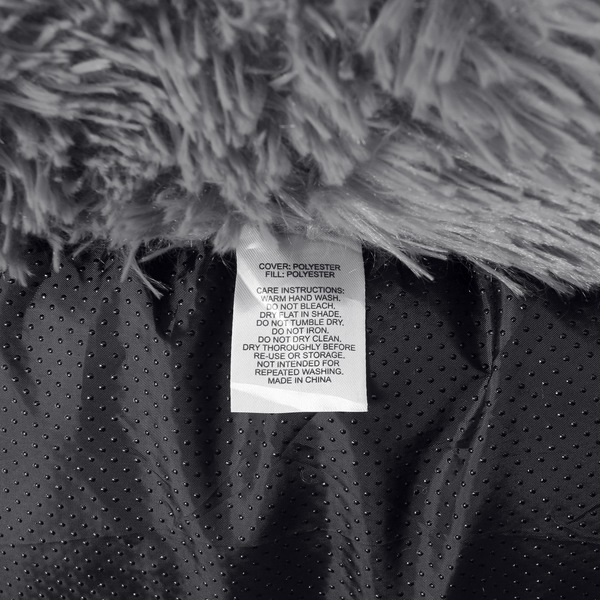 COVER: POLYESTER
FILL: POLYESTER
CARE INSTRUCTIONS:
WARM HAND WASH.
DO NOT BLEACH.
DRY FLAT IN SHADE.
DO NOT TUMBLE DRY.
DO NOT IRON.
DO NOT DRY CLEAN.
DRY THOROUGHLY BEFORE
RE-USE OR STORAGE.
NOT INTENDED FOR
REPEATED WASHING.
MADE IN CHINA